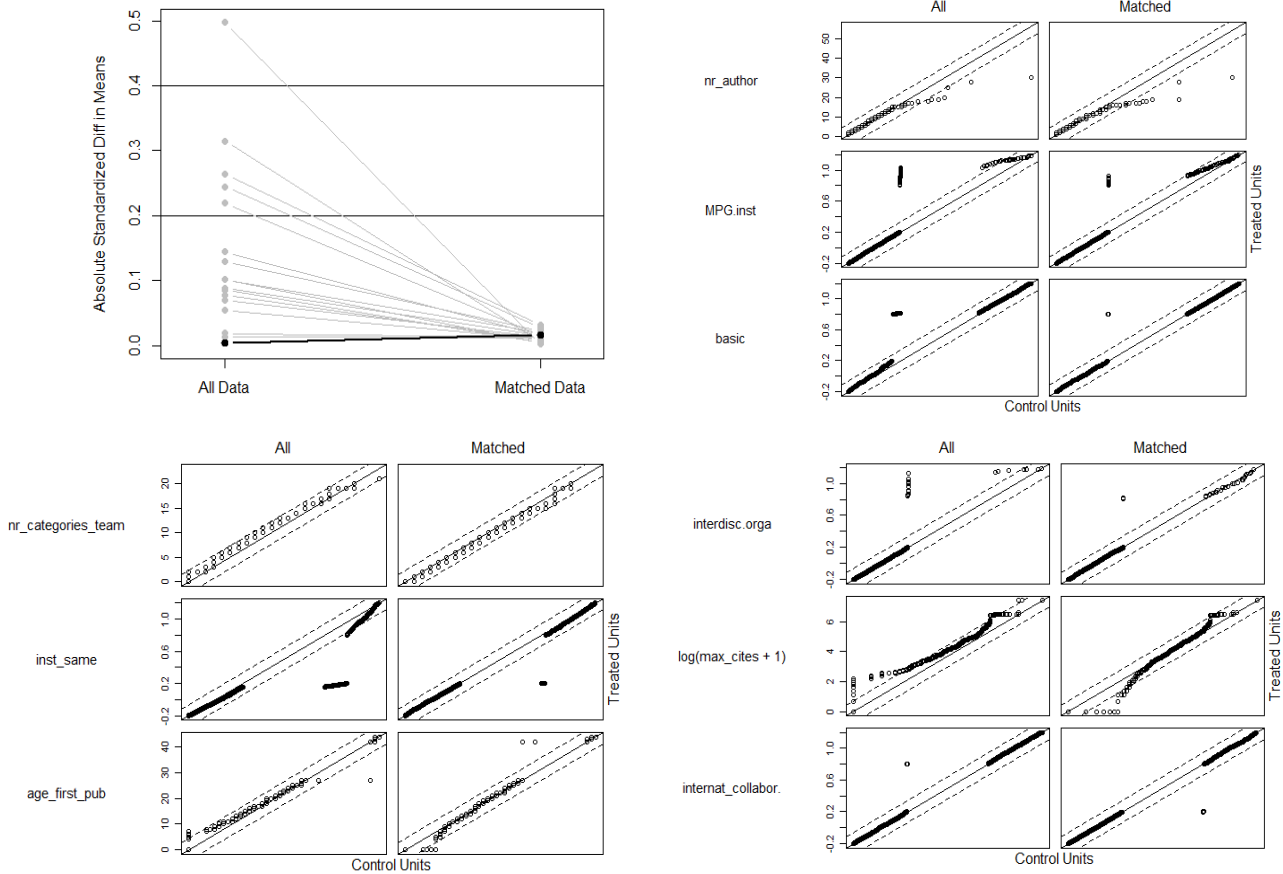 Absolute Standardized Diff in Means
0.5
0.4
0.3
0.2
0.1
0.0
All Data
Matched Data
All
Matched
nr_author
0 10 20 30 40 50
MPG.inst
-0.2 0.2 0.6 1.0
basic
-0.2 0.2 0.6 1.0
Treated Units
Control Units
All
Matched
nr_categories_team
0 5 10 15 20
inst_same
-0.2 0.2 0.6 1.0
age_first_pub
0 10 20 30 40
Treated Units
Control Units
All
Matched
interdisc.orga
-0.2 0.2 0.6 1.0
log(max_cites + 1)
0 2 4 6
internat_collabor.
-0.2 0.2 0.6 1.0
Treated Units
Control Units